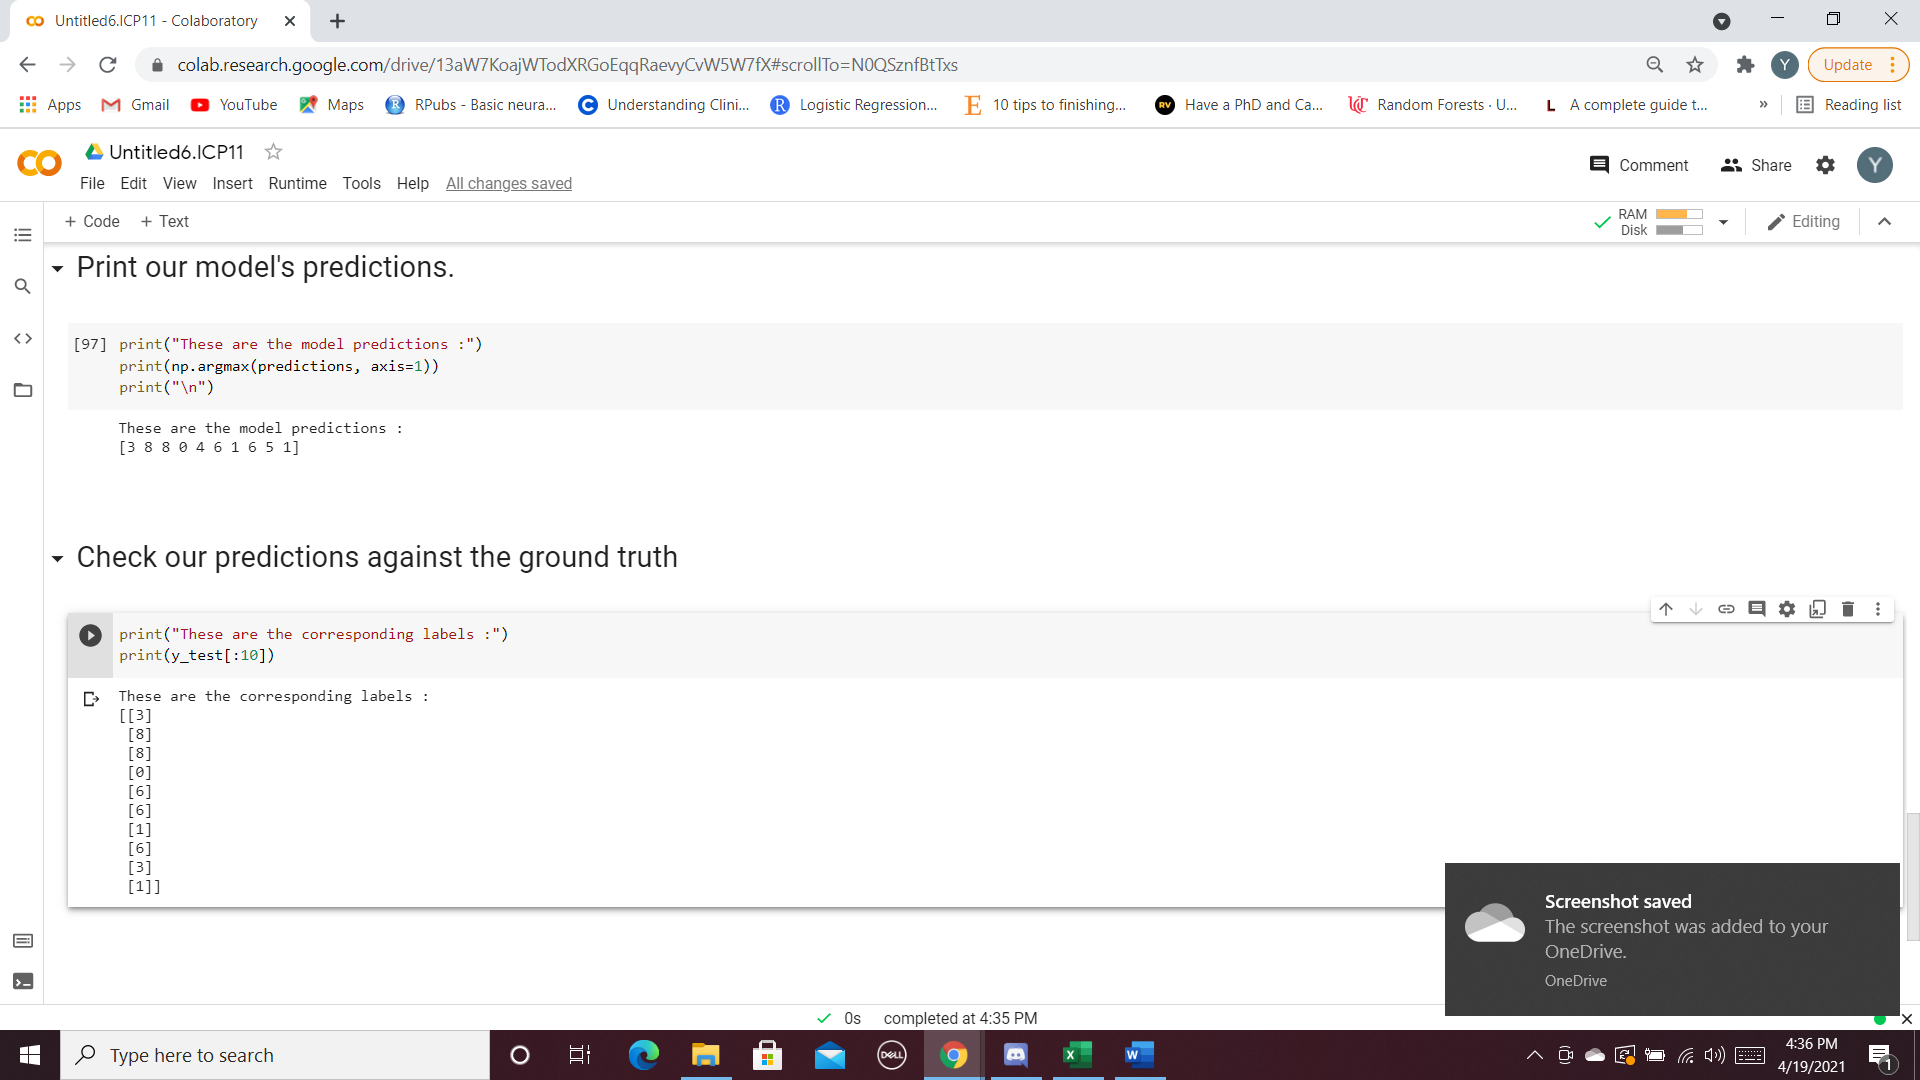 Untitled6.ICP11 - Colaboratory
colab.research.google.com/drive/13aW7KoajWTodXRGoEqqRaevyCvW5W7fX#scrollTo=N0QSznfBtTxs
Y
Update
Apps
Gmail
YouTube
Maps
RPubs - Basic neura...
Understanding Clini...
Logistic Regression...
10 tips to finishing...
Have a PhD and Ca...
Random Forests · U...
A complete guide t...
»
Reading list
Untitled6.ICP11
Comment
Share
Y
File Edit View Insert Runtime Tools Help All changes saved
+ Code + Text
RAM
Disk
Editing
Print our model's predictions.
[97] print("These are the model predictions :")
print(np.argmax(predictions, axis=1))
print("\n")
These are the model predictions :
[3 8 8 0 4 6 1 6 5 1]
Check our predictions against the ground truth
print("These are the corresponding labels :")
print(y_test[:10])
These are the corresponding labels :
[[3]
[8]
[8]
[0]
[6]
[6]
[1]
[6]
[3]
[1]]
Screenshot saved
The screenshot was added to your
OneDrive.
OneDrive
0s completed at 4:35 PM
Type here to search
DELL
4:36 PM
4/19/2021
1